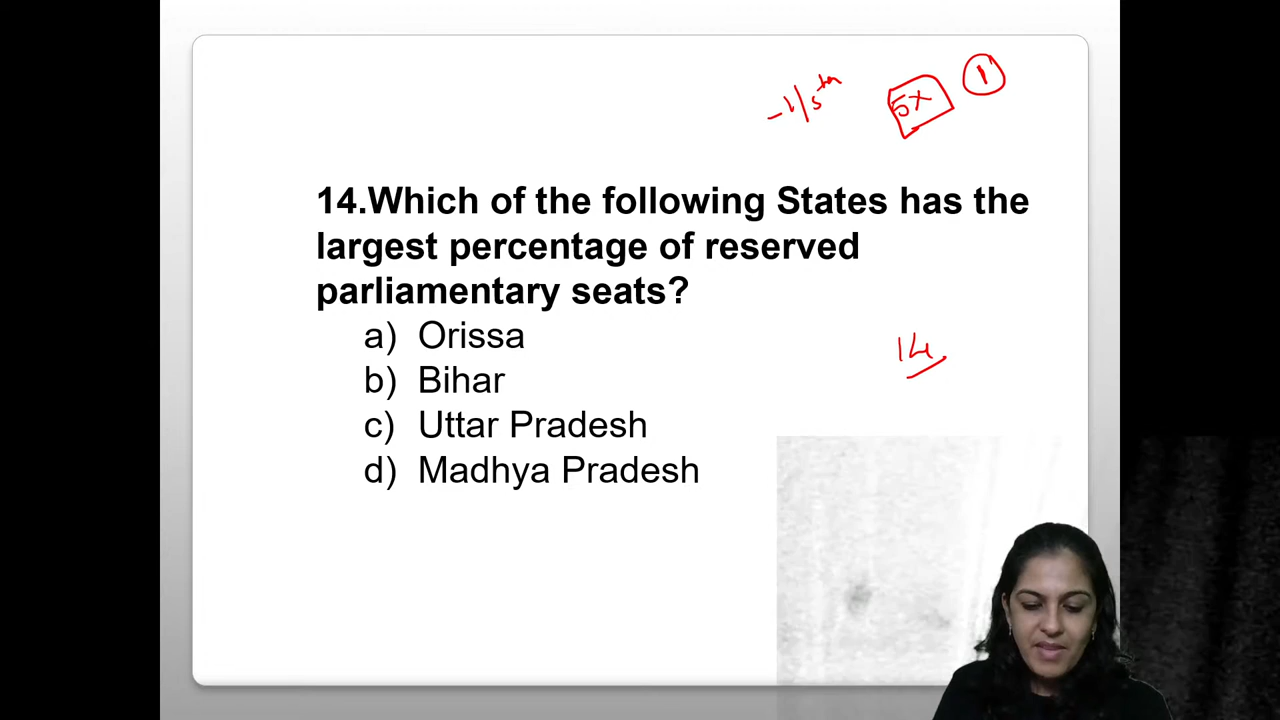 -1/5
5x
1
14.Which of the following States has the
largest percentage of reserved
parliamentary seats?
a) Orissa
14
b) Bihar
c) Uttar Pradesh
d) Madhya Pradesh